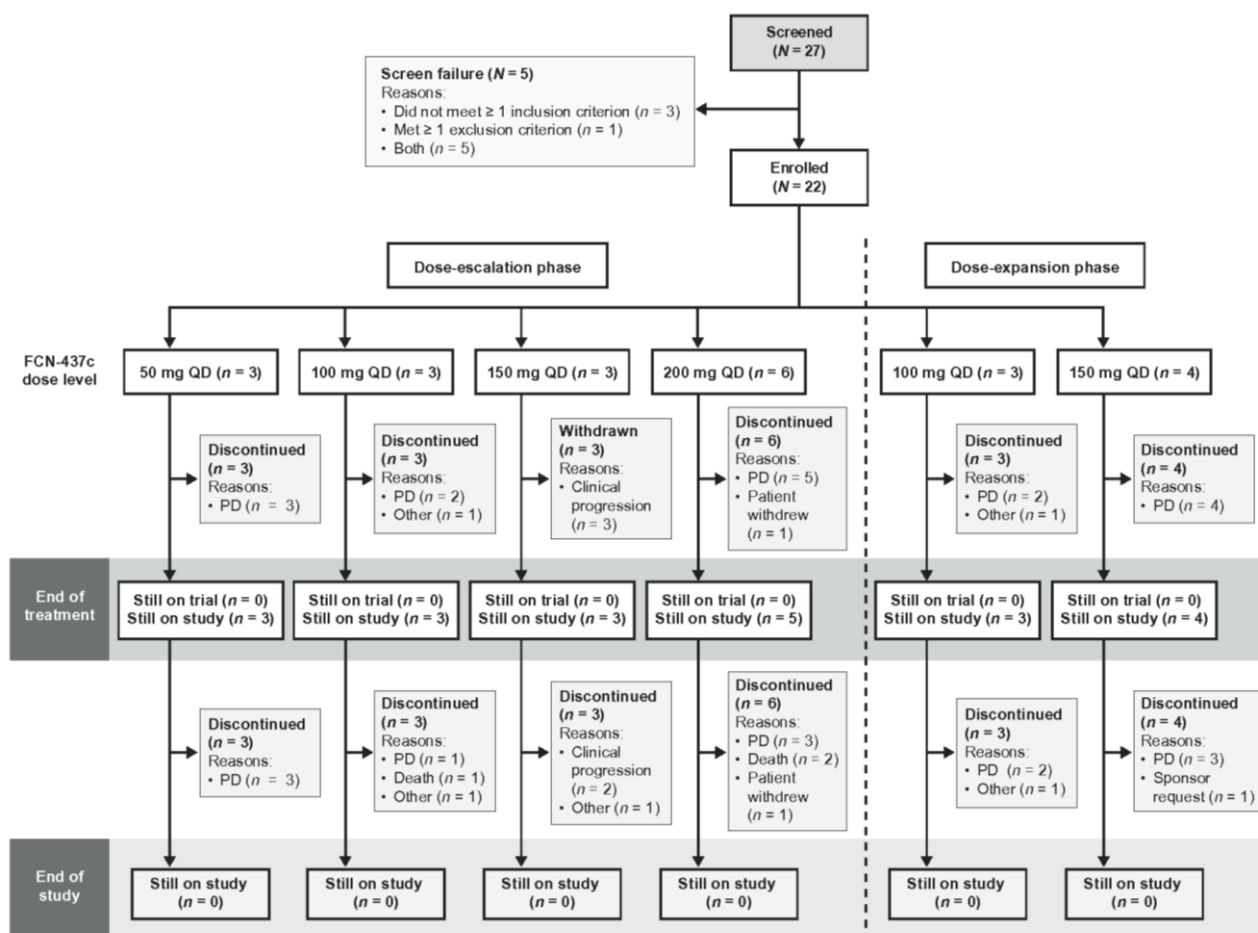 Screened
(N = 27)
Screen failure (N = 5)
Reasons:
• Did not meet ≥ 1 inclusion criterion (n = 3)
• Met ≥ 1 exclusion criterion (n = 1)
• Both (n = 5)
Enrolled
(N = 22)
Dose-escalation phase
Dose-expansion phase
FCN-437c
dose level
50 mg QD (n = 3)
100 mg QD (n = 3)
150 mg QD (n = 3)
200 mg QD (n = 6)
100 mg QD (n = 3)
150 mg QD (n = 4)
Discontinued
(n = 3)
Reasons:
• PD (n = 3)
Discontinued
(n = 3)
Reasons:
• PD (n = 2)
• Other (n = 1)
Withdrawn
(n = 3)
Reasons:
• Clinical
progression
(n = 3)
Discontinued
(n = 6)
Reasons:
• PD (n = 5)
• Patient
withdrew
(n = 1)
Discontinued
(n = 3)
Reasons:
• PD (n = 2)
• Other (n = 1)
Discontinued
(n = 4)
Reasons:
• PD (n = 4)
End of
treatment
Still on trial (n = 0)
Still on study (n = 3)
Still on trial (n = 0)
Still on study (n = 3)
Still on trial (n = 0)
Still on study (n = 3)
Still on trial (n = 0)
Still on study (n = 5)
Still on trial (n = 0)
Still on study (n = 3)
Still on trial (n = 0)
Still on study (n = 4)
Discontinued
(n = 3)
Reasons:
• PD (n = 3)
Discontinued
(n = 3)
Reasons:
• PD (n = 1)
• Death (n = 1)
• Other (n = 1)
Discontinued
(n = 3)
Reasons:
• Clinical
progression
(n = 2)
• Other (n = 1)
Discontinued
(n = 6)
Reasons:
• PD (n = 3)
• Death (n = 2)
• Patient
withdrew
(n = 1)
Discontinued
(n = 3)
Reasons:
• PD (n = 2)
• Other (n = 1)
Discontinued
(n = 4)
Reasons:
• PD (n = 3)
• Sponsor
request (n = 1)
End of
study
Still on study
(n = 0)
Still on study
(n = 0)
Still on study
(n = 0)
Still on study
(n = 0)
Still on study
(n = 0)
Still on study
(n = 0)